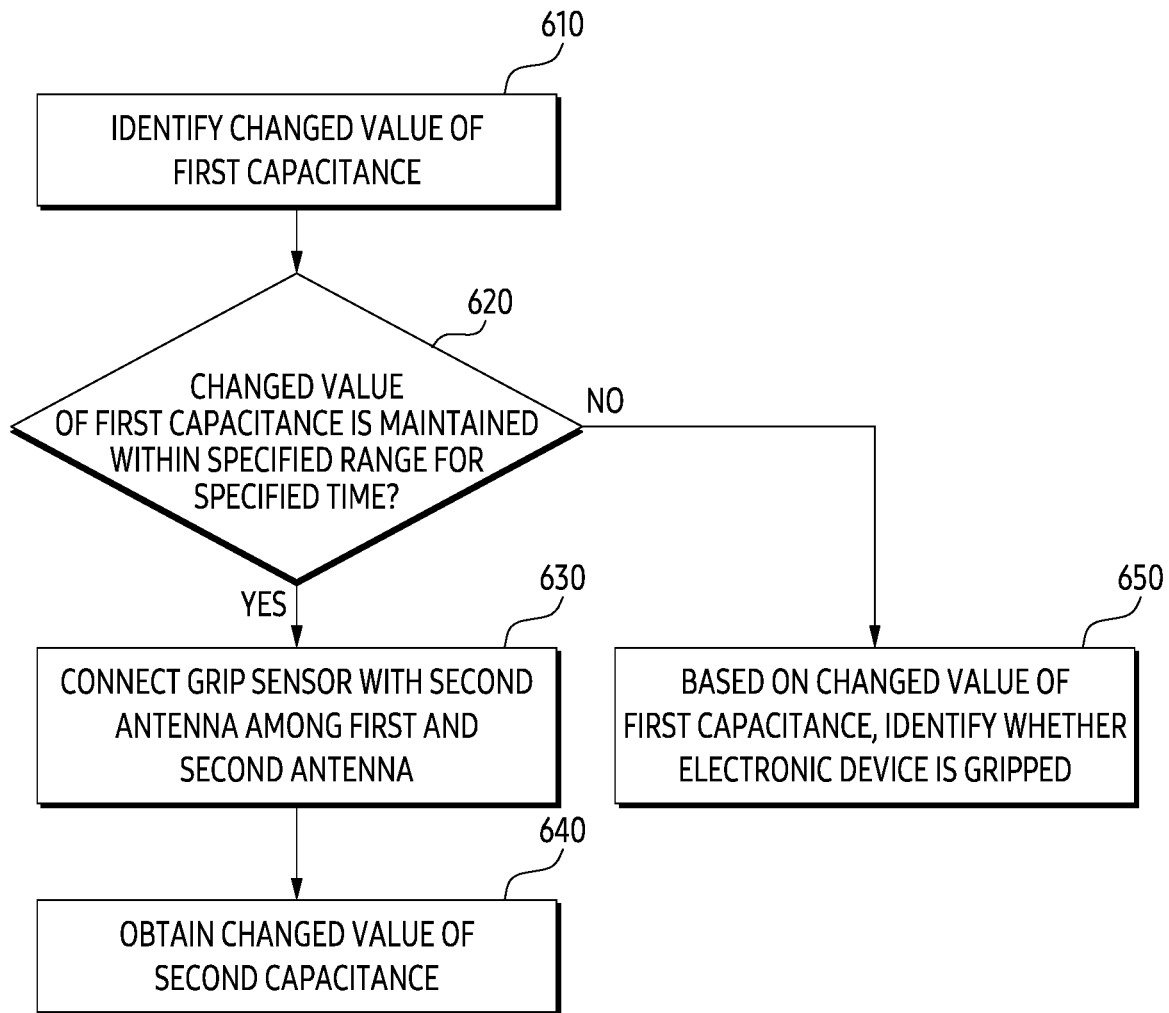 610
IDENTIFY CHANGED VALUE OF
FIRST CAPACITANCE
620
CHANGED VALUE
OF FIRST CAPACITANCE IS MAINTAINED
WITHIN SPECIFIED RANGE FOR
SPECIFIED TIME?
NO
YES
630
CONNECT GRIP SENSOR WITH SECOND
ANTENNA AMONG FIRST AND
SECOND ANTENNA
650
BASED ON CHANGED VALUE OF
FIRST CAPACITANCE, IDENTIFY WHETHER
ELECTRONIC DEVICE IS GRIPPED
640
OBTAIN CHANGED VALUE OF
SECOND CAPACITANCE